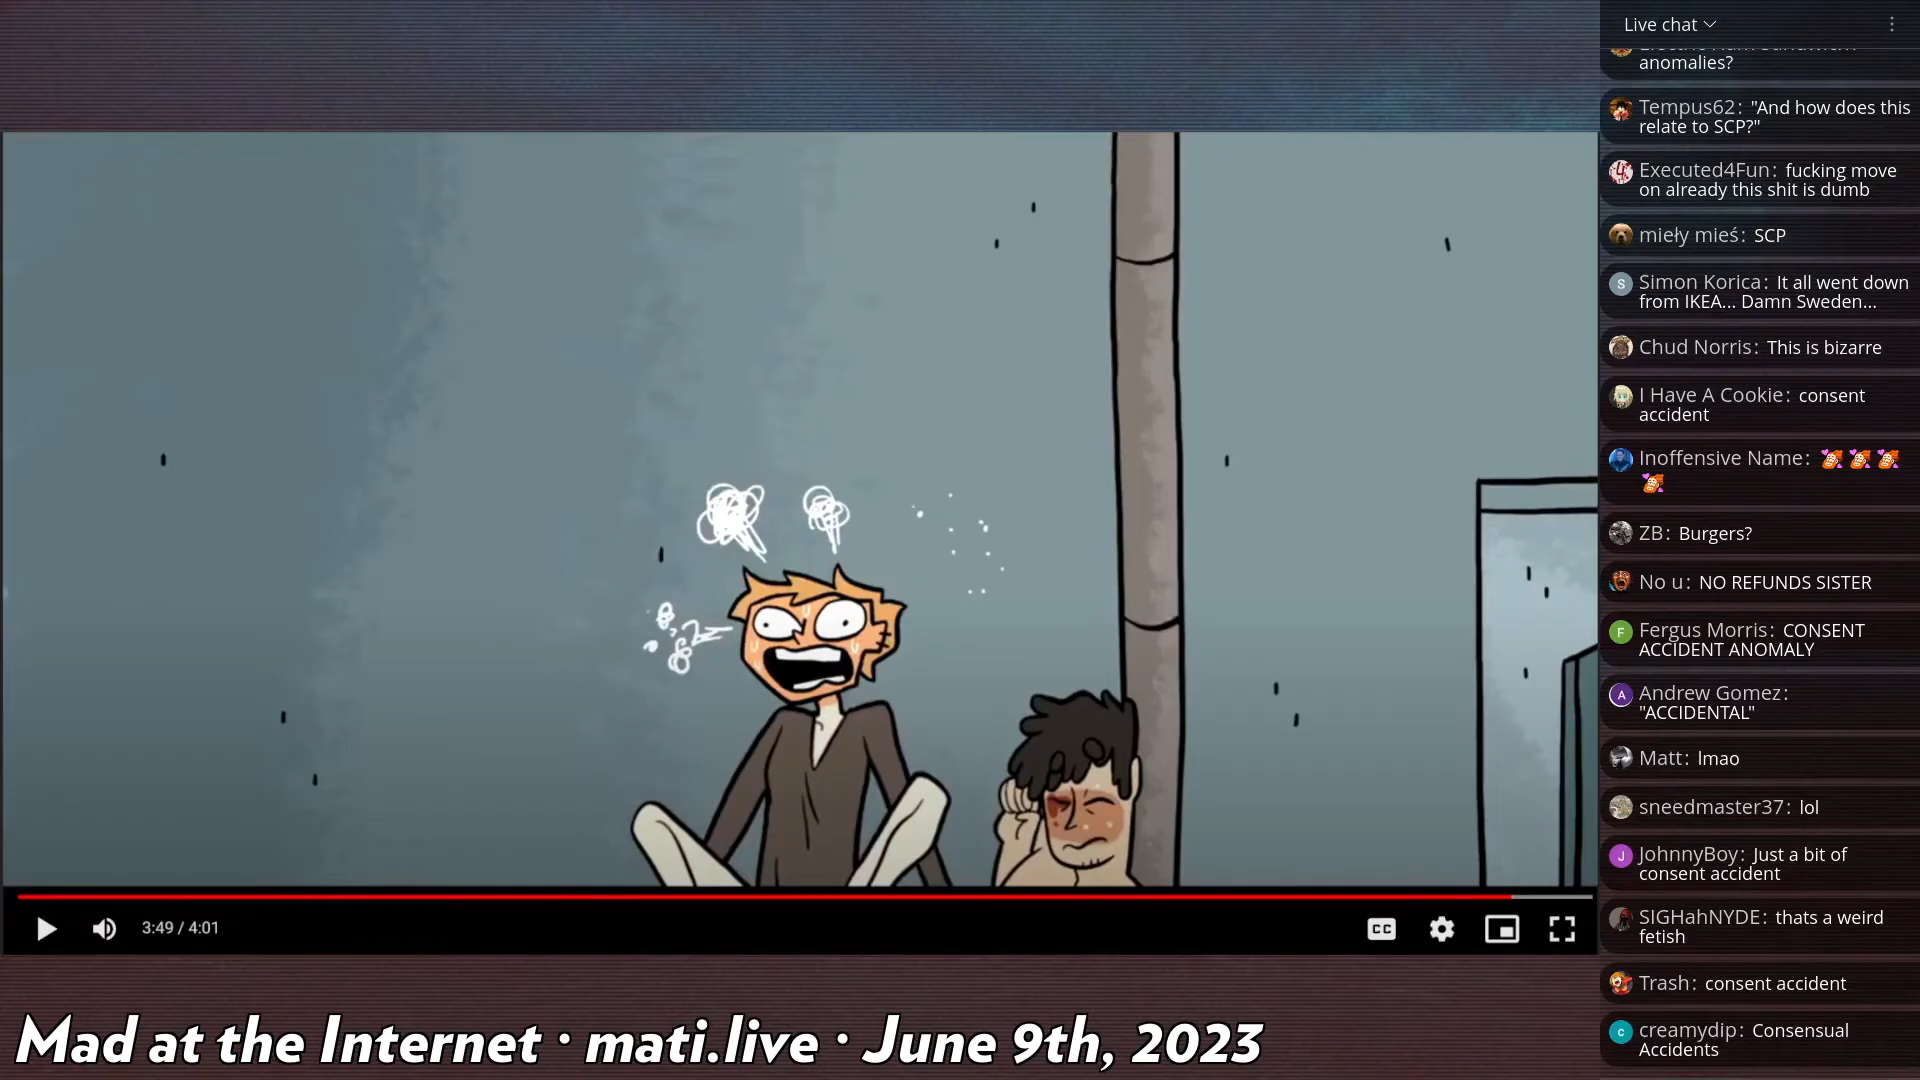 Live chat
anomalies?
Tempus62: "And how does this
relate to SCP?"
Executed4Fun: fucking move
on already this shit is dumb
mieły mieś: SCP
S Simon Korica: It all went down
from IKEA... Damn Sweden...
Chud Norris: This is bizarre
I Have A Cookie: consent
accident
Inoffensive Name:
ZB: Burgers?
No u: NO REFUNDS SISTER
F Fergus Morris: CONSENT
ACCIDENT ANOMALY
A Andrew Gomez:
"ACCIDENTAL"
Matt: lmao
sneedmaster37: lol
J JohnnyBoy: Just a bit of
consent accident
SIGHahNYDE: thats a weird
fetish
Trash: consent accident
c creamydip: Consensual
Accidents
3:49 / 4:01
CC
Mad at the Internet · mati.live · June 9th, 2023